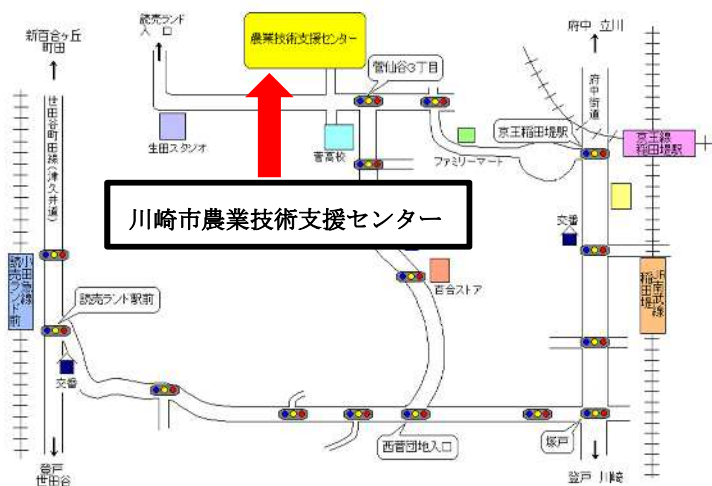 読売ランド
入口
農業技術支援センター
府中 立川
新百合ヶ丘
町田
菅仙谷3丁目
府中街道
京王稲田堤駅
京王線
稲田堤駅
世田谷町田線(津久井道)
生田スタジオ
菅高校
ファミリーマート
川崎市農業技術支援センター
交番
小田急線
読売ランド前
百合ストア
JR南武線
稲田堤
読売ランド駅前
交番
西菅団地入口
塚戸
登戸
世田谷
登戸 川崎